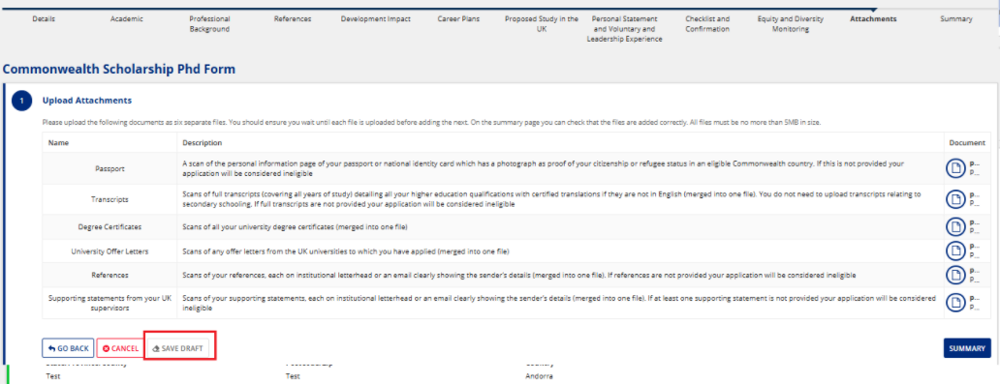 Details Academic Professional Background References Development Impact Career Plans Proposed Study in the UK Personal Statement and Voluntary and Leadership Experience Checklist and Confirmation Equity and Diversity Monitoring Attachments Summary
Commonwealth Scholarship Phd Form
1 Upload Attachments
Please upload the following documents as six separate files. You should ensure you wait until each file is uploaded before adding the next. On the summary page you can check that the files are added correctly. All files must be no more than 5MB in size.
Name Description Document
Passport
A scan of the personal information page of your passport or national identity card which has a photograph as proof of your citizenship or refugee status in an eligible Commonwealth country. If this is not provided your
application will be considered ineligible
P...
P...
Transcripts
Scans of full transcripts (covering all years of study) detailing all your higher education qualifications with certified translations if they are not in English (merged into one file). You do not need to upload transcripts relating to
secondary schooling. If full transcripts are not provided your application will be considered ineligible
P...
P...
Degree Certificates
Scans of all your university degree certificates (merged into one file)
P...
P...
University Offer Letters
Scans of any offer letters from the UK universities to which you have applied (merged into one file)
P...
P...
References
Scans of your references, each on institutional letterhead or an email clearly showing the sender's details (merged into one file). If references are not provided your application will be considered ineligible
P...
P...
Supporting statements from your UK
supervisors
Scans of your supporting statements, each on institutional letterhead or an email clearly showing the sender's details (merged into one file). If at least one supporting statement is not provided your application will be considered
ineligible
P...
P...
GO BACK CANCEL SAVE DRAFT SUMMARY
Test Test Andorra